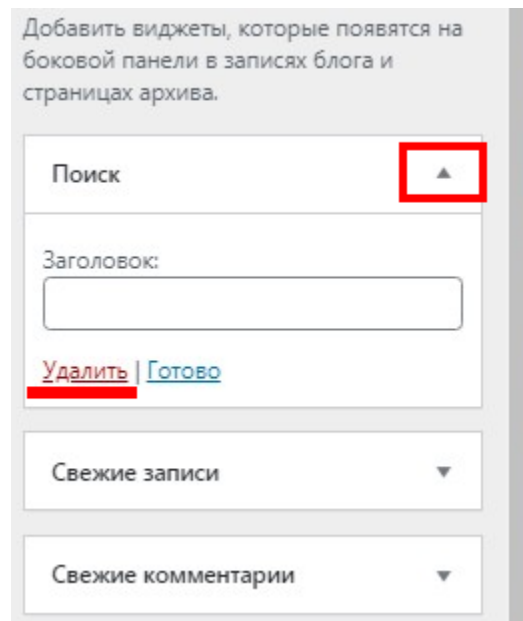 Добавить виджеты, которые появятся на
боковой панели в записях блога и
страницах архива.
Поиск
Заголовок:
Удалить | Готово
Свежие записи
Свежие комментарии